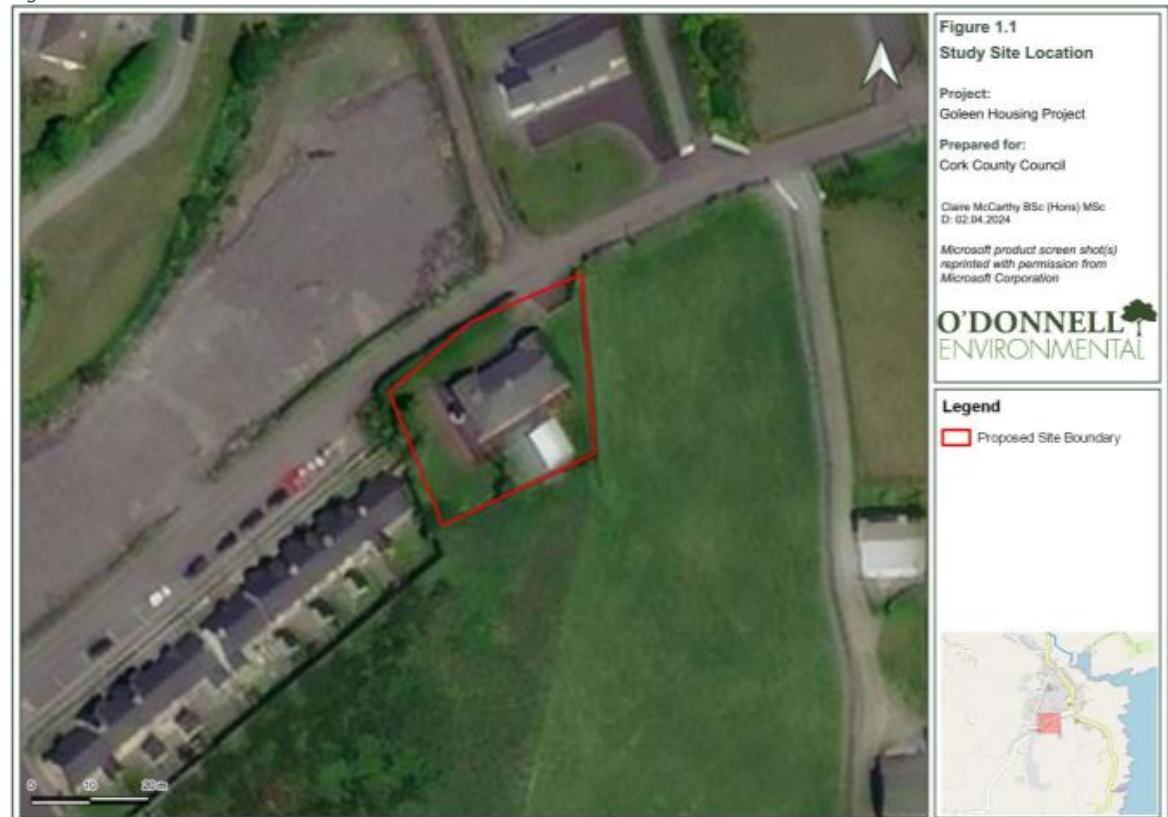 Figure 1.1
Study Site Location
Project:
Goleen Housing Project
Prepared for:
Cork County Council
Claire McCarthy BSc (Hons) MSc
D: 02.04.2024
Microsoft product screen shot(s)
reprinted with permission from
Microsoft Corporation
O'DONNELL
ENVIRONMENTAL
Legend
Proposed Site Boundary
0 10 20 m